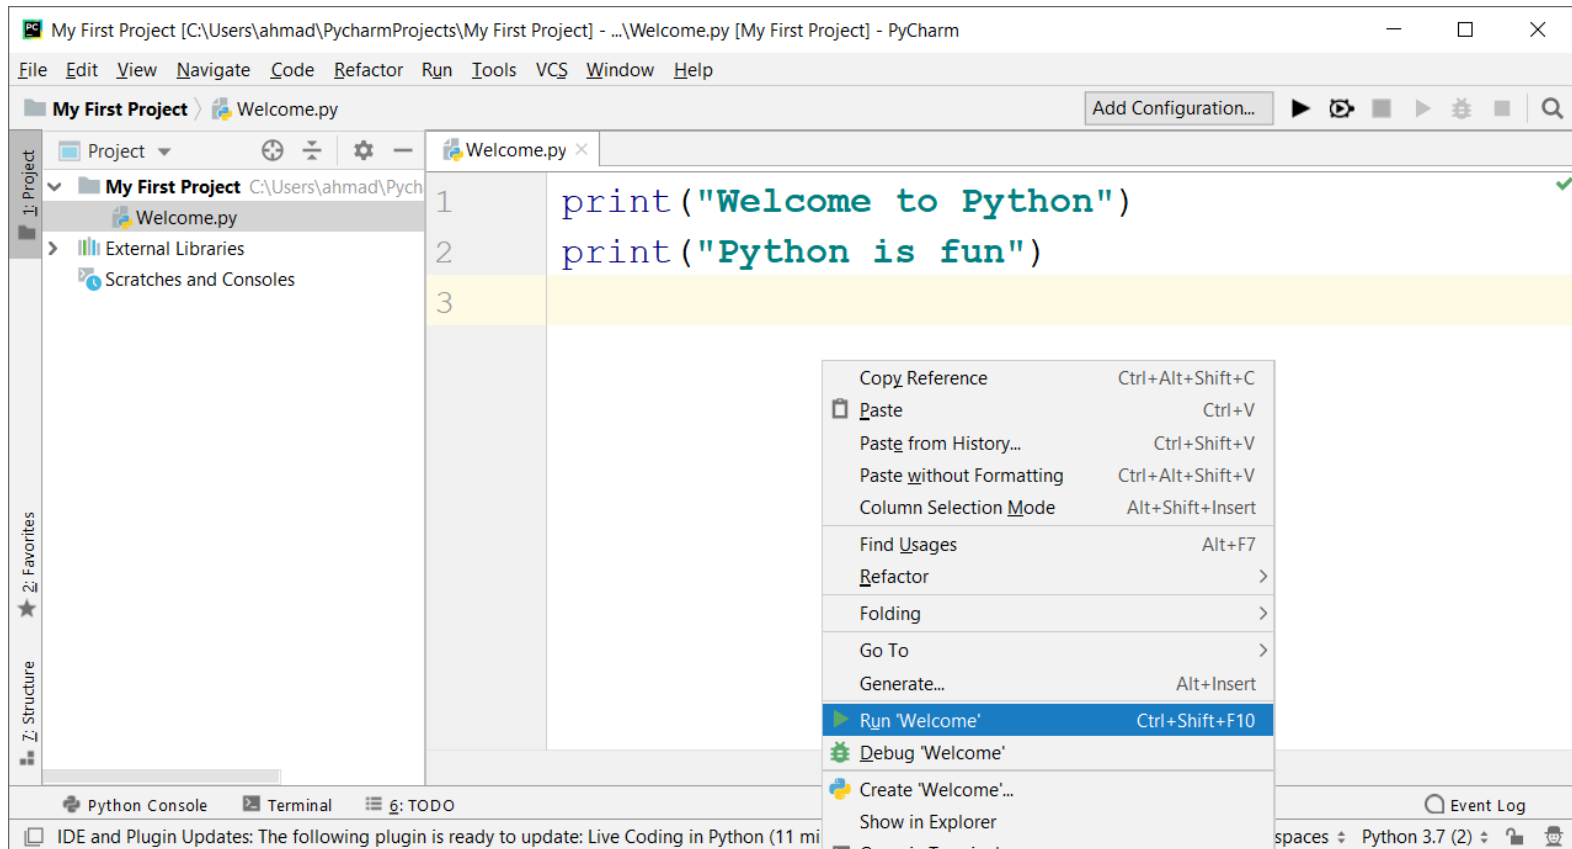 My First Project [C:\Users\ahmad\PycharmProjects\My First Project] - ...\Welcome.py [My First Project] - PyCharm
File Edit View Navigate Code Refactor Run Tools VCS Window Help
My First Project Welcome.py Add Configuration...
1: Project
Project
Welcome.py
My First Project C:\Users\ahmad\Pych
Welcome.py
External Libraries
Scratches and Consoles
1 print("Welcome to Python")
2 print("Python is fun")
3
Copy Reference Ctrl+Alt+Shift+C
Paste Ctrl+V
Paste from History... Ctrl+Shift+V
Paste without Formatting Ctrl+Alt+Shift+V
Column Selection Mode Alt+Shift+Insert
Find Usages Alt+F7
Refactor
Folding
Go To
Generate... Alt+Insert
Run 'Welcome' Ctrl+Shift+F10
Debug 'Welcome'
Create 'Welcome'...
Show in Explorer
2: Favorites
7: Structure
Python Console Terminal 6: TODO Event Log
IDE and Plugin Updates: The following plugin is ready to update: Live Coding in Python (11 mi spaces Python 3.7 (2)